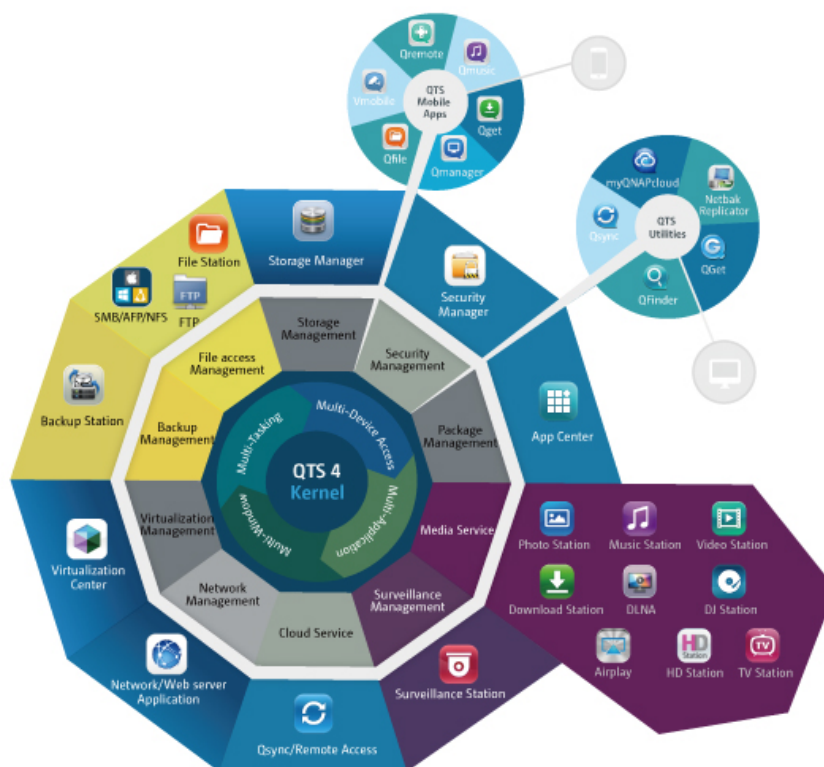 Qremote
Qmusic
Vmobile
QTS
Mobile
Apps
Qget
Qfile
Qmanager
myQNAPcloud
Netbak
Replicator
Qsync
QTS
Utilities
QGet
QFinder
File Station
Storage Manager
Security
Manager
SMB/AFP/NFS
FTP
FTP
Storage
Management
File access
Management
Security
Management
Backup Station
Backup
Management
Multi-Tasking
Multi-Device Access
Package
Management
App Center
QTS 4
Kernel
Virtualization
Management
Multi-Window
Multi-Application
Media Service
Photo Station
Music Station
Video Station
Virtualization
Center
Network
Management
Surveillance
Management
Cloud Service
Download Station
DLNA
DJ Station
HD
Station
TV
Airplay
HD Station
TV Station
Network/Web server
Application
Surveillance Station
Qsync/Remote Access